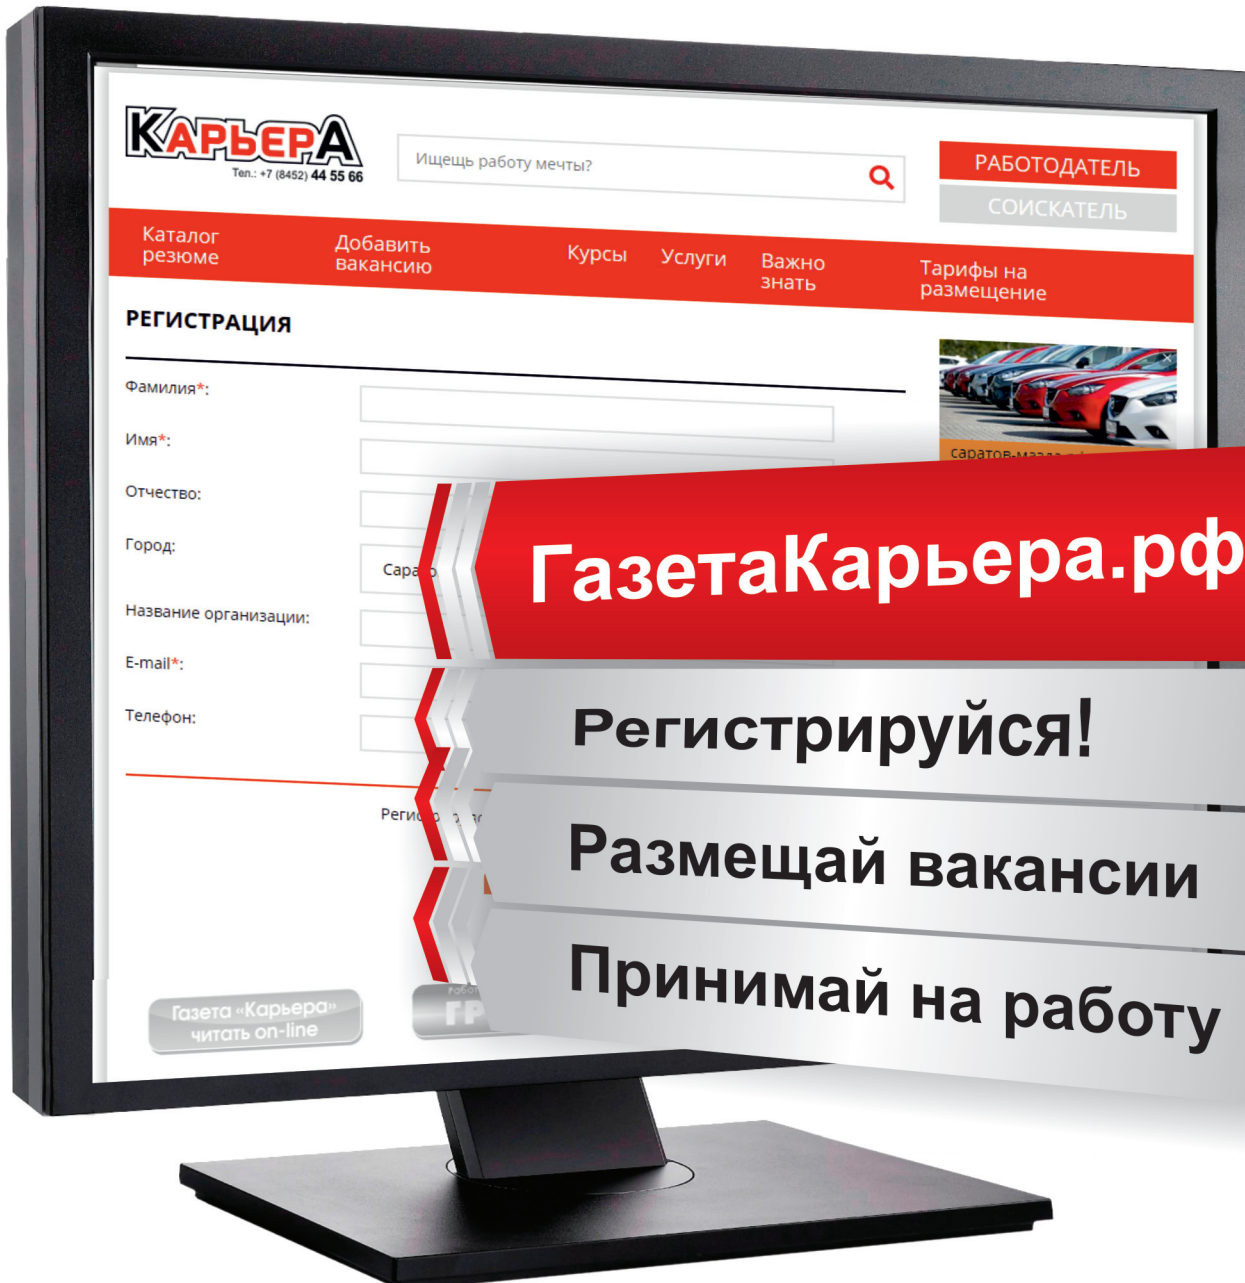 КАРЬЕРА
Тел.: +7 (8452) 44 55 66
Ищещь работу мечты?
РАБОТОДАТЕЛЬ
СОИСКАТЕЛЬ
Каталог
резюме
Добавить
вакансию
Курсы
Услуги
Важно
знать
Тарифы на
размещение
РЕГИСТРАЦИЯ
Фамилия*:
Имя*:
Отчество:
Город:
Название организации:
E-mail*:
Телефон:
ГазетаКарьера.рф
Регистрируйся!
Размещай вакансии
Принимай на работу
Газета «Карьера»
читать on-line